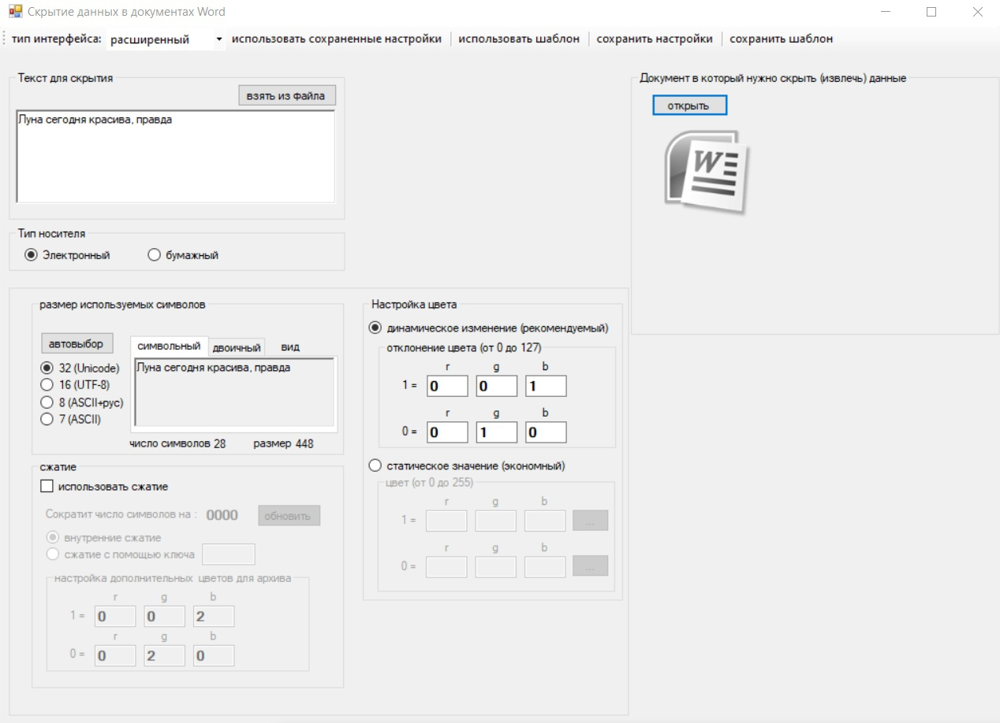 Скрытие данных в документах Word
тип интерфейса: расширенный использовать сохраненные настройки использовать шаблон сохранить настройки сохранить шаблон
Текст для скрытия
взять из файла
Луна сегодня красива, правда
Тип носителя
Электронный бумажный
размер используемых символов
автовыбор
символьный двоичный вид
32 (Unicode)
16 (UTF-8)
8 (ASCII+рус)
7 (ASCII)
Луна сегодня красива, правда
число символов 28 размер 448
сжатие
использовать сжатие
Сократит число символов на : 0000 обновить
внутренние сжатие
сжатие с помощью ключа
настройка дополнительных цветов для архива
r g b
1 = 0 0 2
r g b
0 = 0 2 0
Настройка цвета
динамическое изменение (рекомендуемый)
отклонение цвета (от 0 до 127)
r g b
1 = 0 0 1
r g b
0 = 0 1 0
статическое значение (экономный)
цвет (от 0 до 255)
r g b
1 = ...
r g b
0 = ...
Документ в который нужно скрыть (извлечь) данные
открыть
W